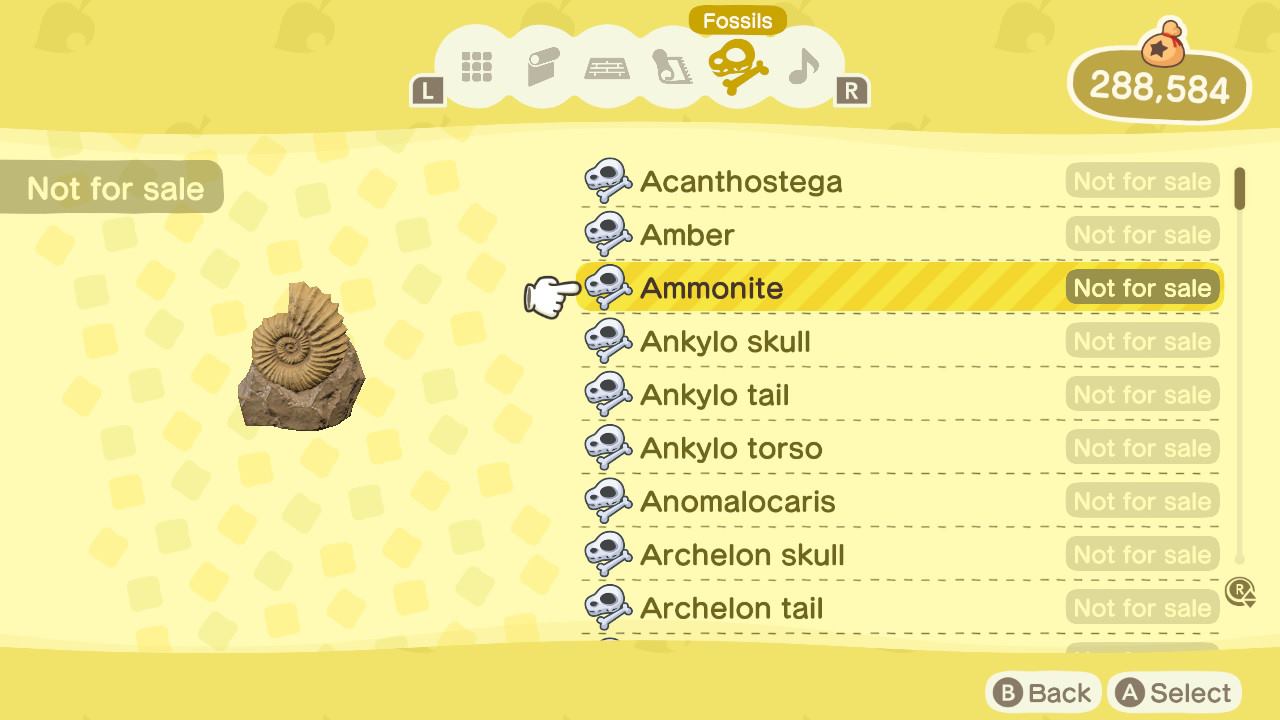 Fossils
L
R
288,584
Not for sale
Acanthostega Not for sale
Amber Not for sale
Ammonite Not for sale
Ankylo skull Not for sale
Ankylo tail Not for sale
Ankylo torso Not for sale
Anomalocaris Not for sale
Archelon skull Not for sale
Archelon tail Not for sale
R
B Back A Select